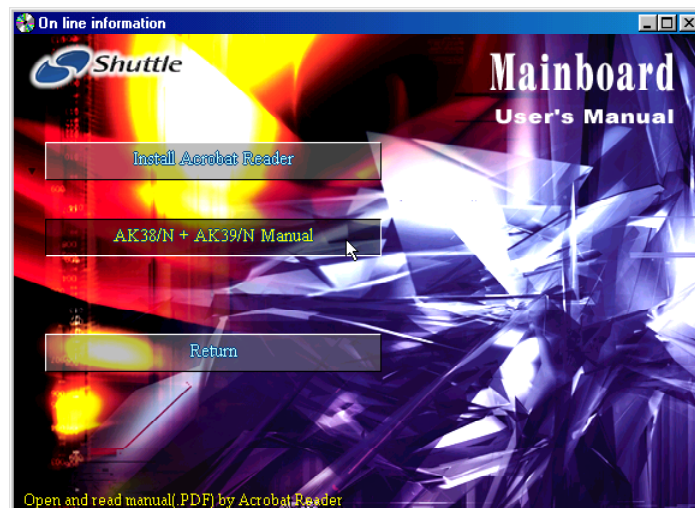 On line information
Shuttle
Mainboard
User's Manual
Install Acrobat Reader
AK38/N + AK39/N Manual
Return
Open and read manual(.PDF) by Acrobat Reader